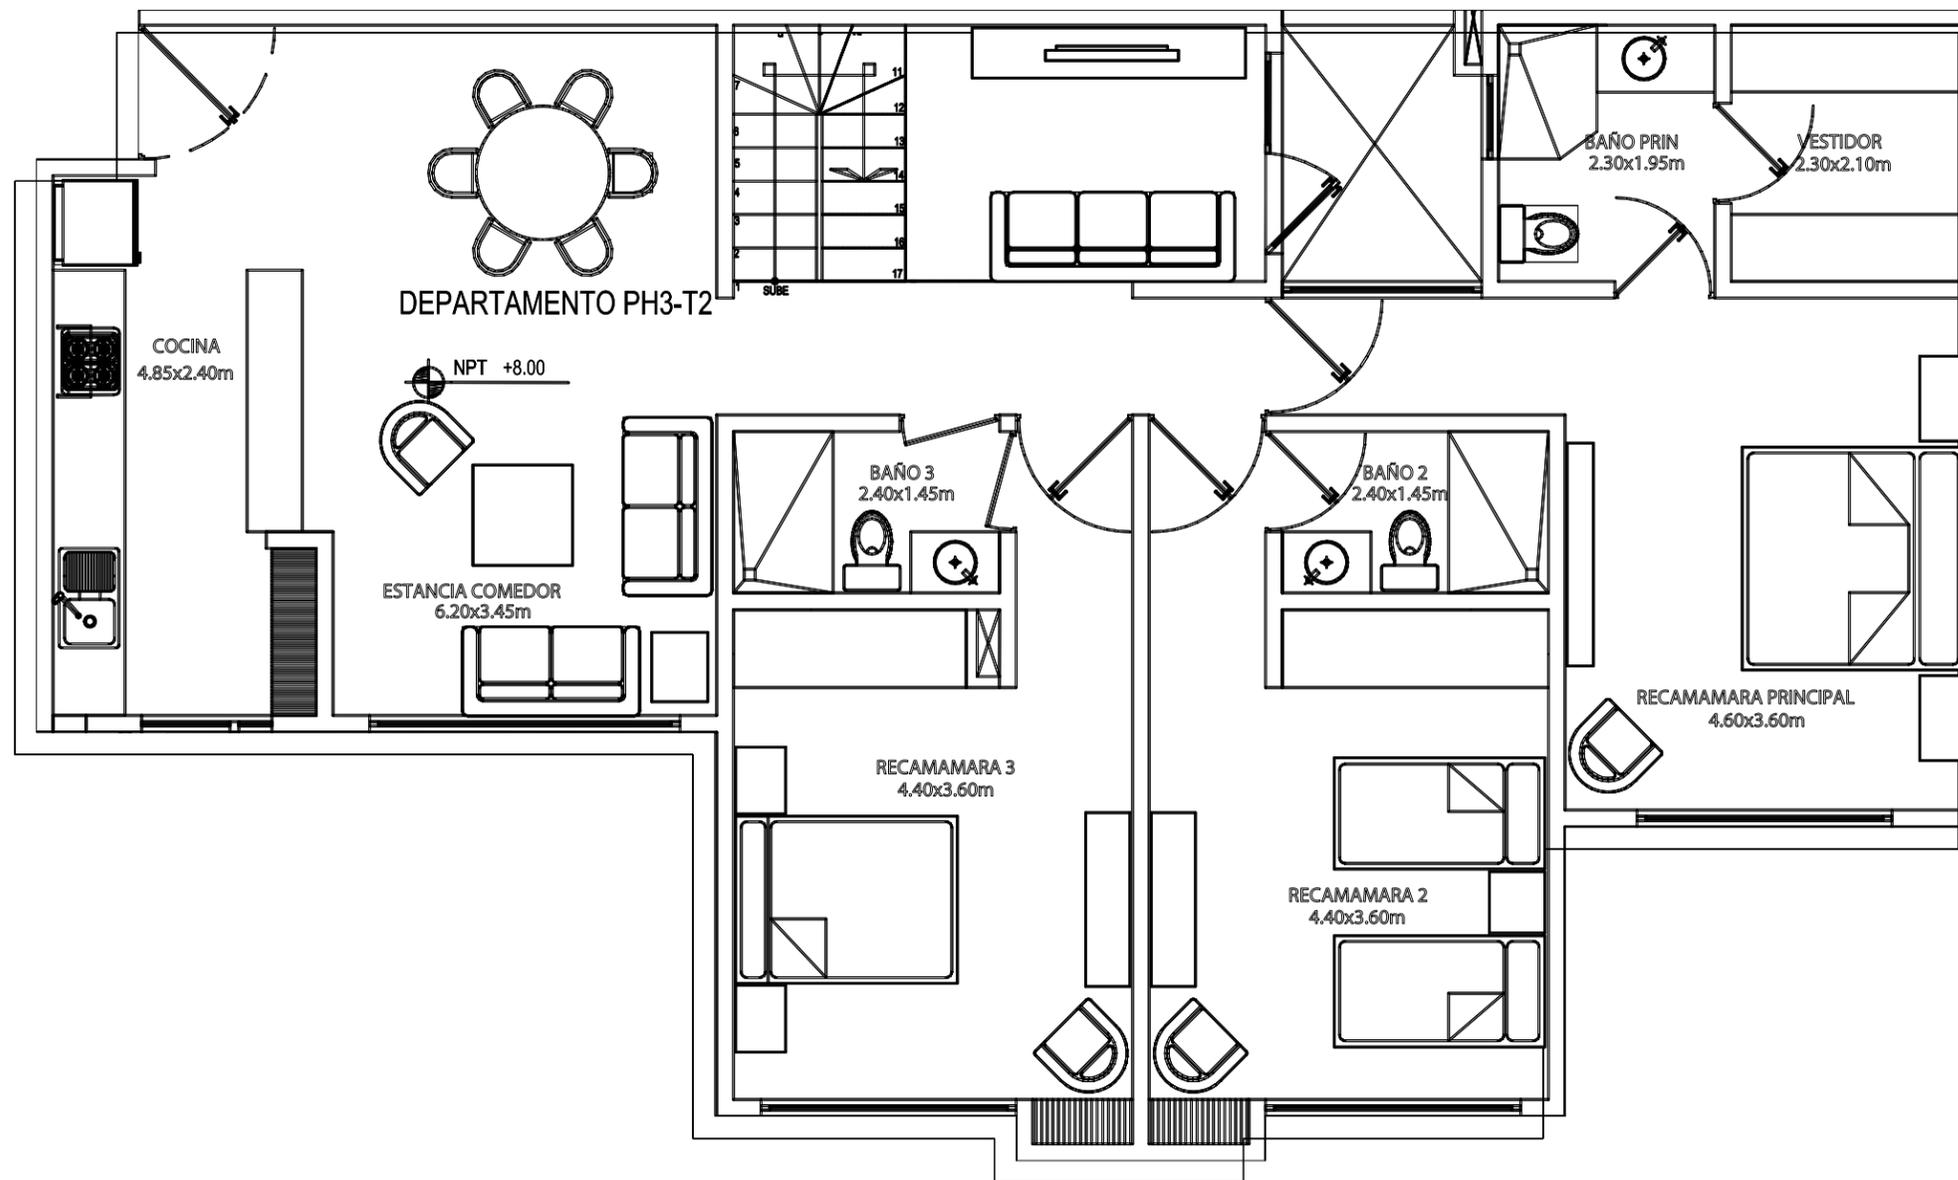 7
6
5
4
3
2
1
SUBE
11
12
13
14
15
16
17
BAÑO PRIN
2.30x1.95m
VESTIDOR
2.30x2.10m
DEPARTAMENTO PH3-T2
NPT +8.00
COCINA
4.85x2.40m
BAÑO 3
2.40x1.45m
BAÑO 2
2.40x1.45m
ESTANCIA COMEDOR
6.20x3.45m
RECAMAMARA PRINCIPAL
4.60x3.60m
RECAMAMARA 3
4.40x3.60m
RECAMAMARA 2
4.40x3.60m